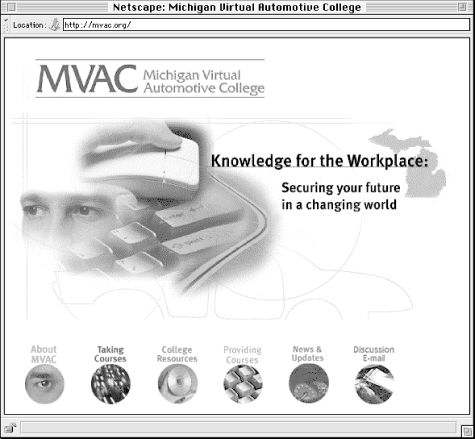 Netscape: Michigan Virtual Automotive College
Location: http://mvac.org/
MVAC Michigan Virtual
Automotive College
Knowledge for the Workplace:
Securing your future
in a changing world
About
MVAC
Taking
Courses
College
Resources
Providing
Courses
News &
Updates
Discussion
E-mail